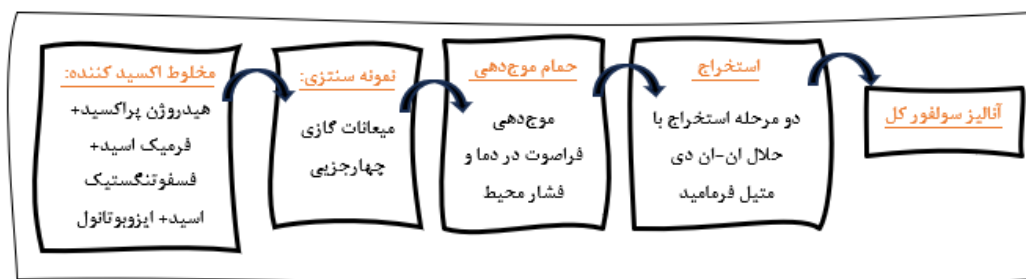 مخلوط اکسید کننده:
هیدروژن پراکسید+
فرمیک اسید+
فسفوتنگستیک
اسید+ ایزوبوتانول
نمونه سنتزی:
میعانات گازی
چهارجزیی
حمام موج‌دهی
موج‌دهی
فراصوت در دما و
فشار محیط
استخراج
دو مرحله استخراج با
حلال ان-ان دی
متیل فرمامید
آنالیز سولفور کل